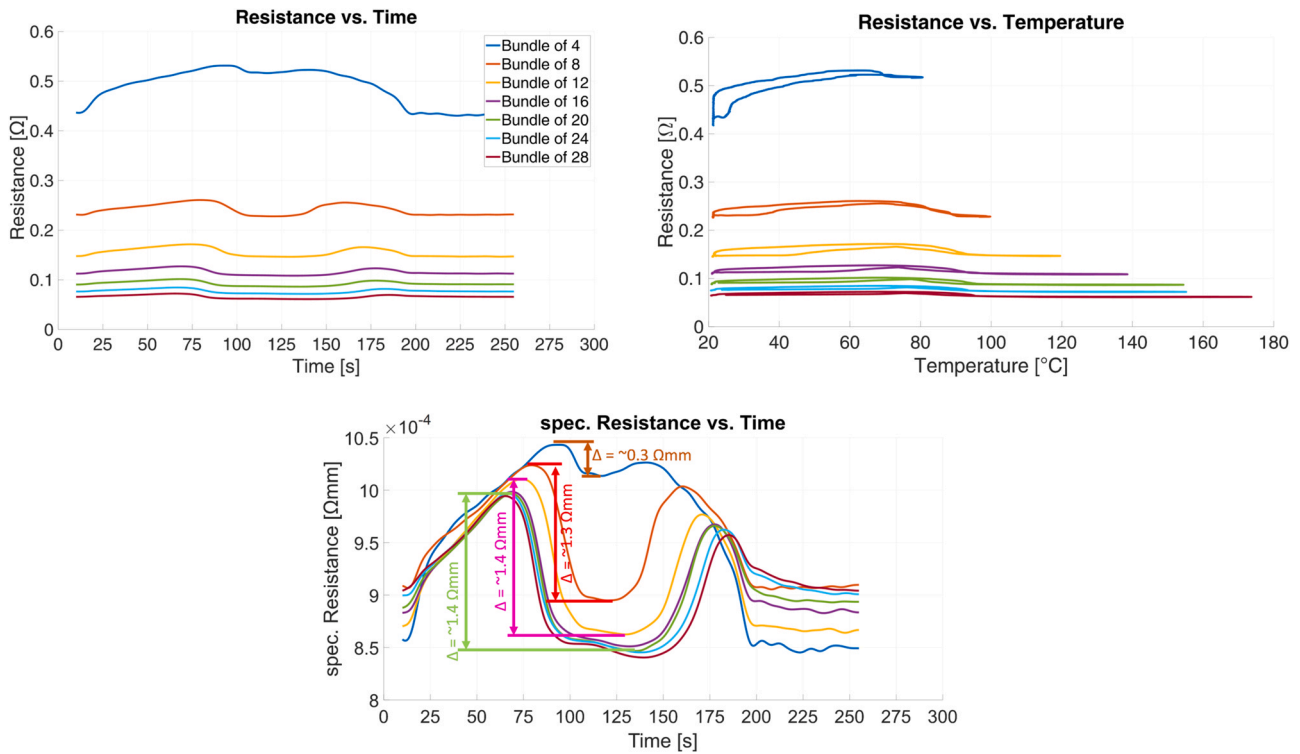 Resistance vs. Time
0.6
0.5
0.4
0.3
0.2
0.1
0
Resistance [Ω]
0 25 50 75 100 125 150 175 200 225 250 275 300
Time [s]
Bundle of 4
Bundle of 8
Bundle of 12
Bundle of 16
Bundle of 20
Bundle of 24
Bundle of 28
Resistance vs. Temperature
0.6
0.5
0.4
0.3
0.2
0.1
0
Resistance [Ω]
20 40 60 80 100 120 140 160 180
Temperature [°C]
spec. Resistance vs. Time
×10-4
10.5
10
9.5
9
8.5
8
spec. Resistance [Ωmm]
Δ = ~0.3 Ωmm
Δ = ~1.3 Ωmm
Δ = ~1.4 Ωmm
Δ = ~1.4 Ωmm
0 25 50 75 100 125 150 175 200 225 250 275 300
Time [s]